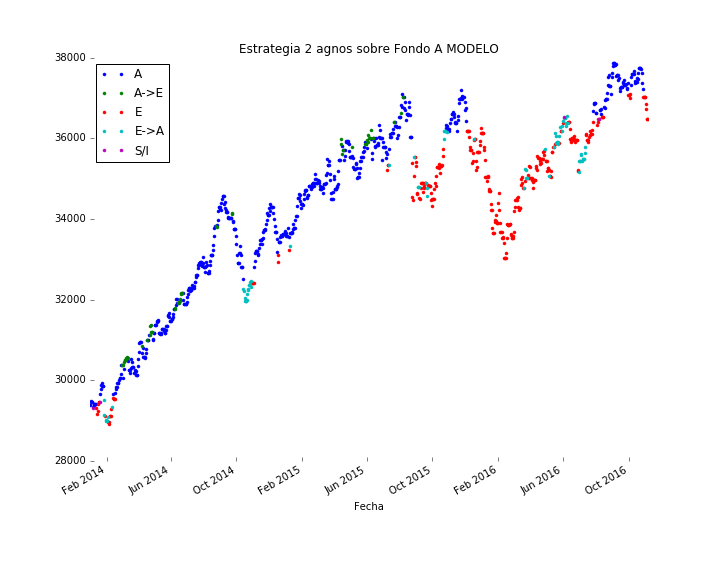 Estrategia 2 agnos sobre Fondo A MODELO
38000
36000
34000
32000
30000
28000
A
A->E
E
E->A
S/I
Feb 2014
Jun 2014
Oct 2014
Feb 2015
Jun 2015
Oct 2015
Feb 2016
Jun 2016
Oct 2016
Fecha